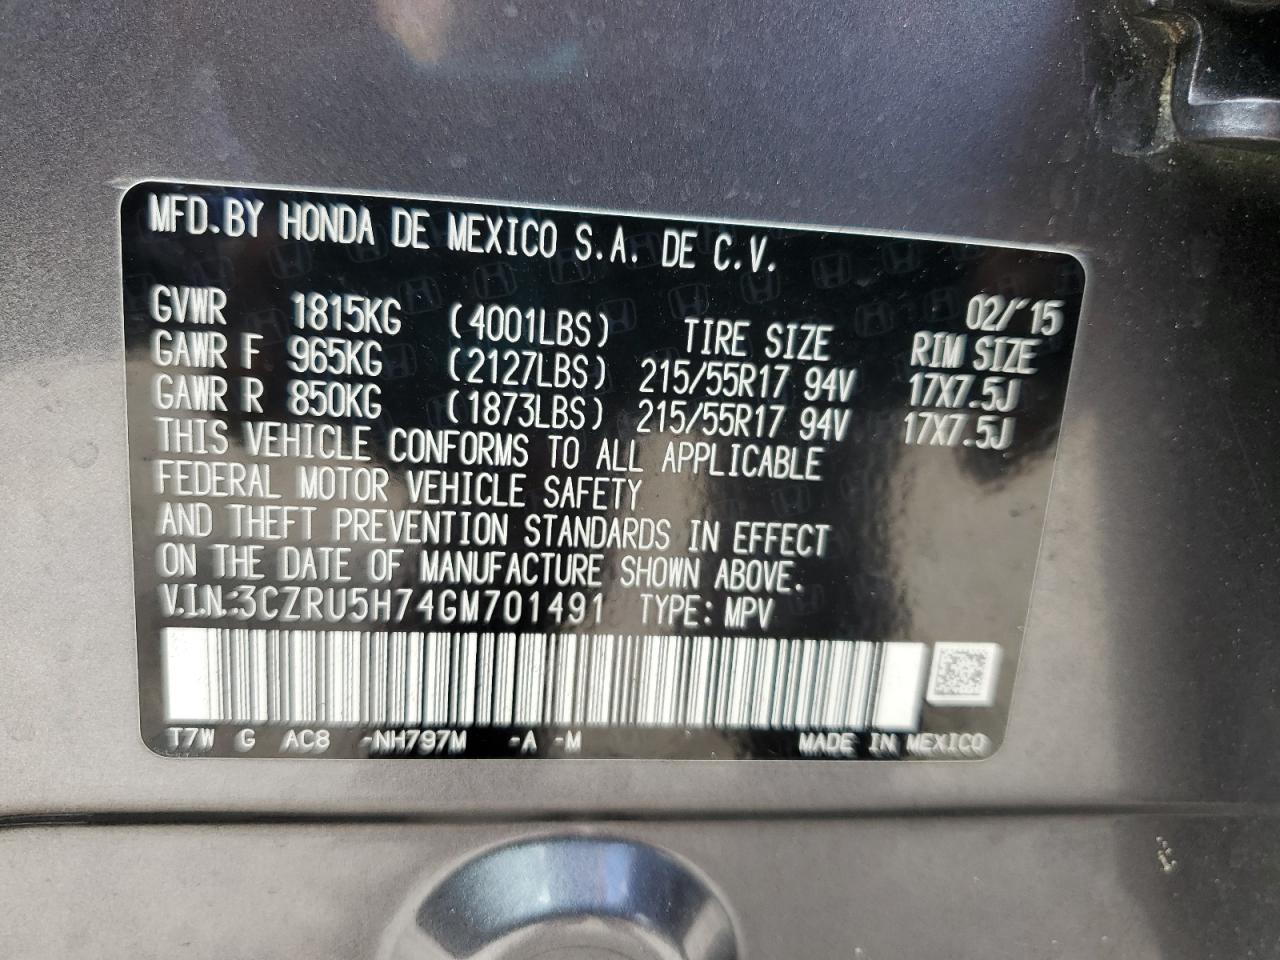 MFD.BY HONDA DE MEXICO S.A. DE C.V.
02/'15
GVWR 1815KG (4001LBS) TIRE SIZE RIM SIZE
GAWR F 965KG (2127LBS) 215/55R17 94V 17X7.5J
GAWR R 850KG (1873LBS) 215/55R17 94V 17X7.5J
THIS VEHICLE CONFORMS TO ALL APPLICABLE
FEDERAL MOTOR VEHICLE SAFETY
AND THEFT PREVENTION STANDARDS IN EFFECT
ON THE DATE OF MANUFACTURE SHOWN ABOVE.
V.I.N.:3CZRU5H74GM701491 TYPE: MPV
T7W G AC8 -NH797M -A -M MADE IN MEXICO